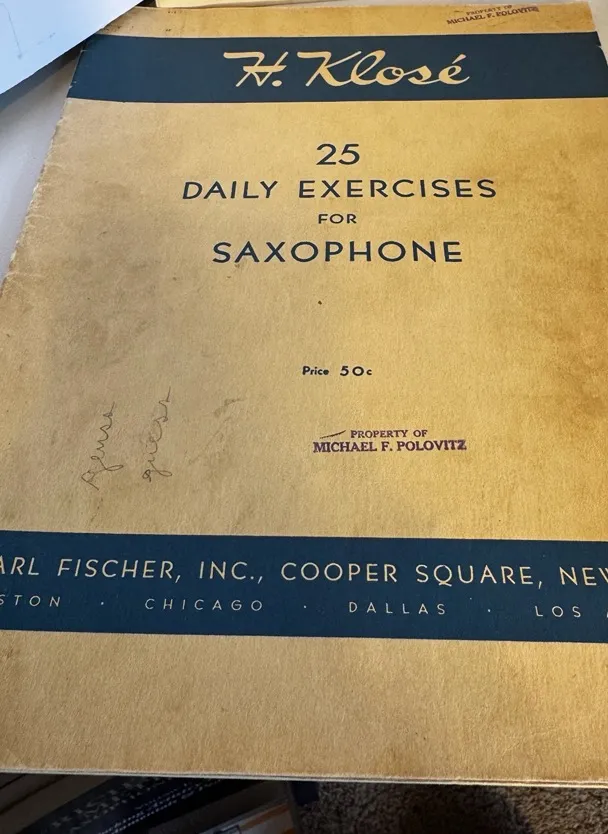 PROPERTY OF
MICHAEL F. POLOVITZ
H. Klosé
25
DAILY EXERCISES
FOR
SAXOPHONE
Price 50c
PROPERTY OF
MICHAEL F. POLOVITZ
guess
ARL FISCHER, INC., COOPER SQUARE, NEW
STON · CHICAGO · DALLAS · LOS